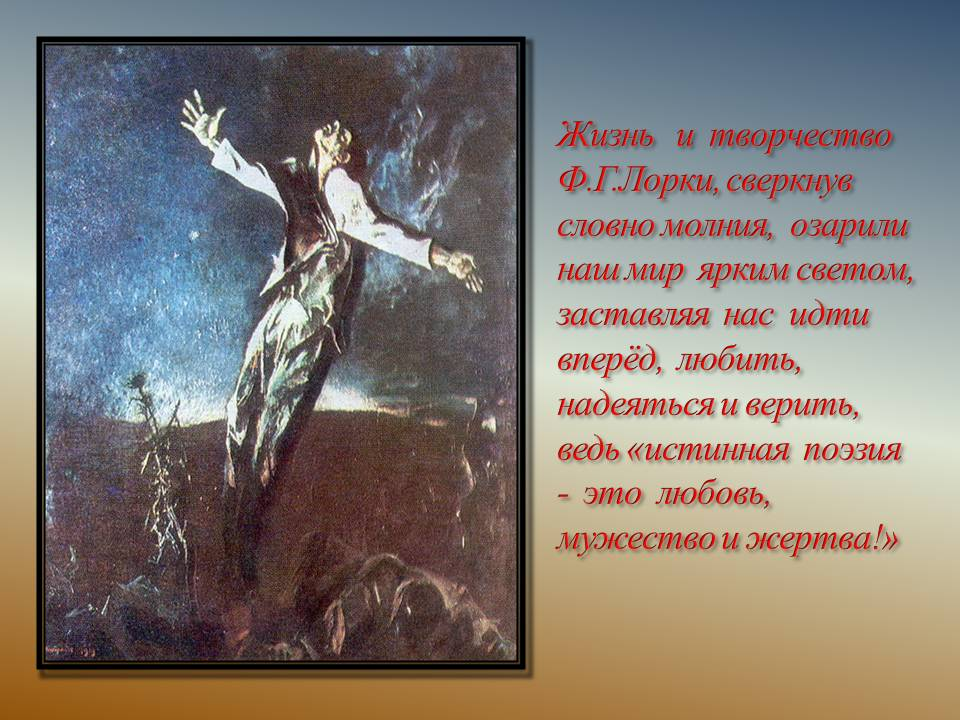 Жизнь и творчество
Ф.Г.Лорки, сверкнув
словно молния, озарили
наш мир ярким светом,
заставляя нас идти
вперёд, любить,
надеяться и верить,
ведь «истинная поэзия
- это любовь,
мужество и жертва!»